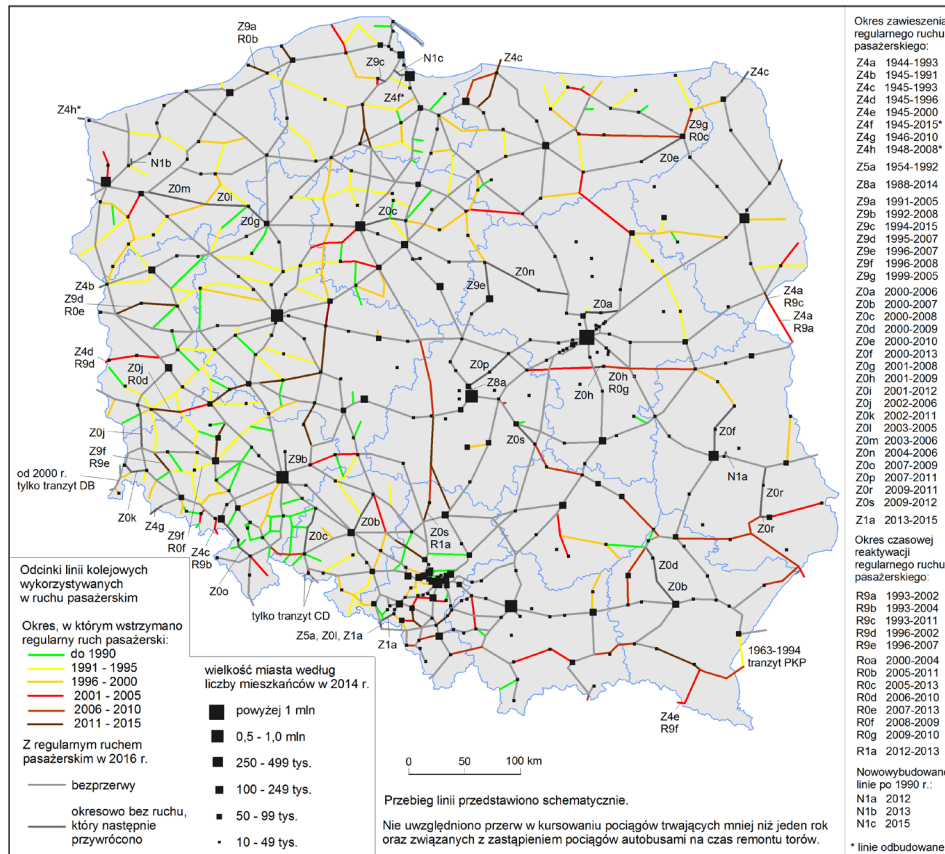 Z9a
R0b
Z9c
N1c
Z4c
Z4c
Z4f*
Z4h*
Z9g
R0c
Z0e
N1b
Z0m
Z0i
Z0g
Z0c
Z0n
Z9e
Z0a
Z4b
Z9d
R0e
Z4a
R9c
Z4a
R9a
Z4d
R9d
Z0j
R0d
Z0p
Z8a
Z0h
Z0h
R0g
Z0j
Z9f
R9e
od 2000 r.
tylko tranzyt DB
Z9b
Z0s
Z0f
N1a
Z0k
Z4g
Z9f
R0f
Z0b
Z0c
Z0s
R1a
Z0r
Z0r
Z4c
R9b
Z0o
Z0d
Z0b
tylko tranzyt CD
Z5a, Z0l, Z1a
Z1a
1963-1994
tranzyt PKP
Z4e
R9f
Odcinki linii kolejowych
wykorzystywanych
w ruchu pasażerskim
Okres, w którym wstrzymano
regularny ruch pasażerski:
do 1990
1991 - 1995
1996 - 2000
2001 - 2005
2006 - 2010
2011 - 2015
Z regularnym ruchem
pasażerskim w 2016 r.
bezprzerwy
okresowo bez ruchu,
który następnie
przywrócono
wielkość miasta według
liczby mieszkańców w 2014 r.
powyżej 1 mln
0,5 - 1,0 mln
250 - 499 tys.
100 - 249 tys.
50 - 99 tys.
10 - 49 tys.
0 50 100 km
Przebieg linii przedstawiono schematycznie.
Nie uwzględniono przerw w kursowaniu pociągów trwających mniej niż jeden rok
oraz związanych z zastąpieniem pociągów autobusami na czas remontu torów.
Okres zawieszenia
regularnego ruchu
pasażerskiego:
Z4a 1944-1993
Z4b 1945-1991
Z4c 1945-1993
Z4d 1945-1996
Z4e 1945-2000
Z4f 1945-2015*
Z4g 1946-2010
Z4h 1948-2008*
Z5a 1954-1992
Z8a 1988-2014
Z9a 1991-2005
Z9b 1992-2008
Z9c 1994-2015
Z9d 1995-2007
Z9e 1996-2007
Z9f 1996-2008
Z9g 1999-2005
Z0a 2000-2006
Z0b 2000-2007
Z0c 2000-2008
Z0d 2000-2009
Z0e 2000-2010
Z0f 2000-2013
Z0g 2001-2008
Z0h 2001-2009
Z0i 2001-2012
Z0j 2002-2006
Z0k 2002-2011
Z0l 2003-2005
Z0m 2003-2006
Z0n 2004-2006
Z0o 2007-2009
Z0p 2007-2011
Z0r 2009-2011
Z0s 2009-2012
Z1a 2013-2015
Okres czasowej
reaktywacji
regularnego ruchu
pasażerskiego:
R9a 1993-2002
R9b 1993-2004
R9c 1993-2011
R9d 1996-2002
R9e 1996-2007
Roa 2000-2004
R0b 2005-2011
R0c 2005-2013
R0d 2006-2010
R0e 2007-2013
R0f 2008-2009
R0g 2009-2010
R1a 2012-2013
Nowowybudowane
linie po 1990 r.:
N1a 2012
N1b 2013
N1c 2015
* linie odbudowane